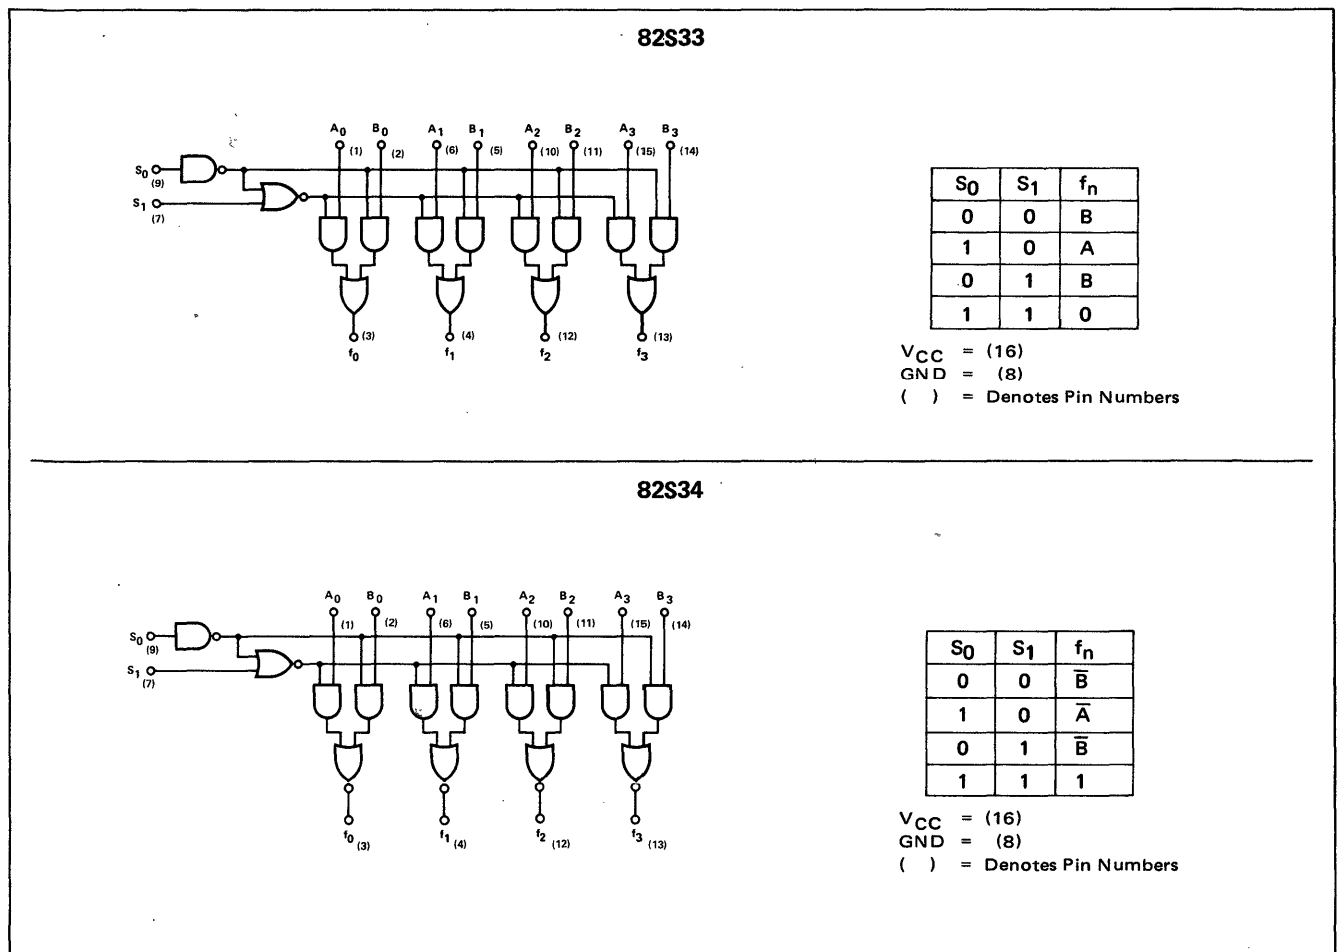 82S33
A0 B0 A1 B1 A2 B2 A3 B3
(1) (2) (6) (5) (10) (11) (15) (14)
S0
(9)
S1
(7)
(3) (4) (12) (13)
f0 f1 f2 f3
S0 S1 fn
0 0 B
1 0 A
0 1 B
1 1 0
VCC = (16)
GND = (8)
( ) = Denotes Pin Numbers
82S34
A0 B0 A1 B1 A2 B2 A3 B3
(1) (2) (6) (5) (10) (11) (15) (14)
S0
(9)
S1
(7)
f0 f1 f2 f3
(3) (4) (12) (13)
S0 S1 fn
0 0 B̅
1 0 A̅
0 1 B̅
1 1 1
VCC = (16)
GND = (8)
( ) = Denotes Pin Numbers